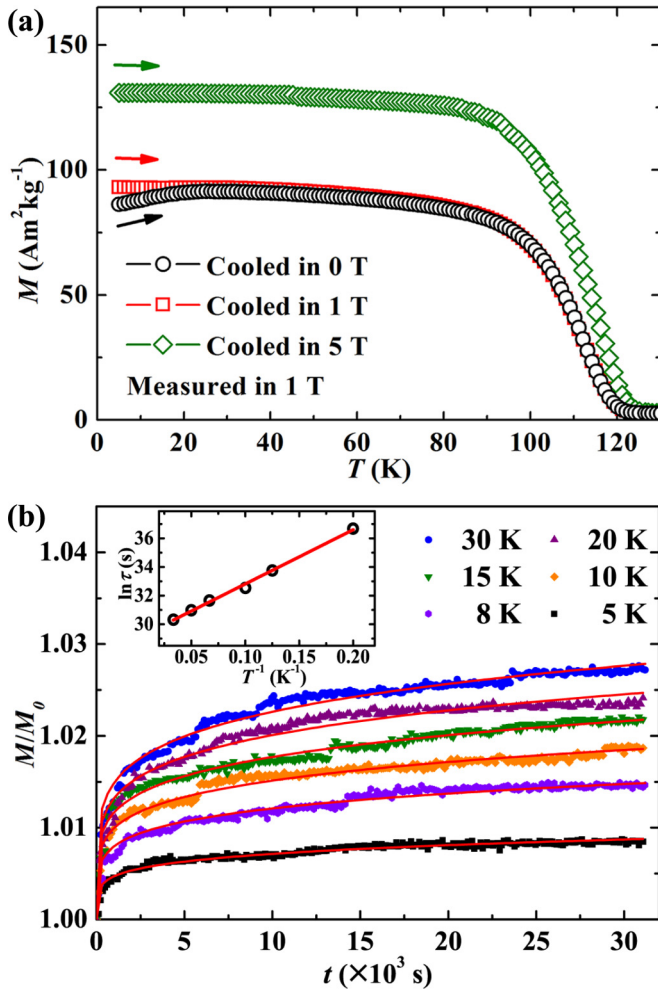 (a)
150
100
50
0
M (Am²kg⁻¹)
Cooled in 0 T
Cooled in 1 T
Cooled in 5 T
Measured in 1 T
0 20 40 60 80 100 120
T (K)
(b)
1.04
1.03
1.02
1.01
1.00
M/M₀
36
34
32
30
ln τ (s)
0.05 0.10 0.15 0.20
T⁻¹ (K⁻¹)
30 K 20 K
15 K 10 K
8 K 5 K
0 5 10 15 20 25 30
t (×10³ s)